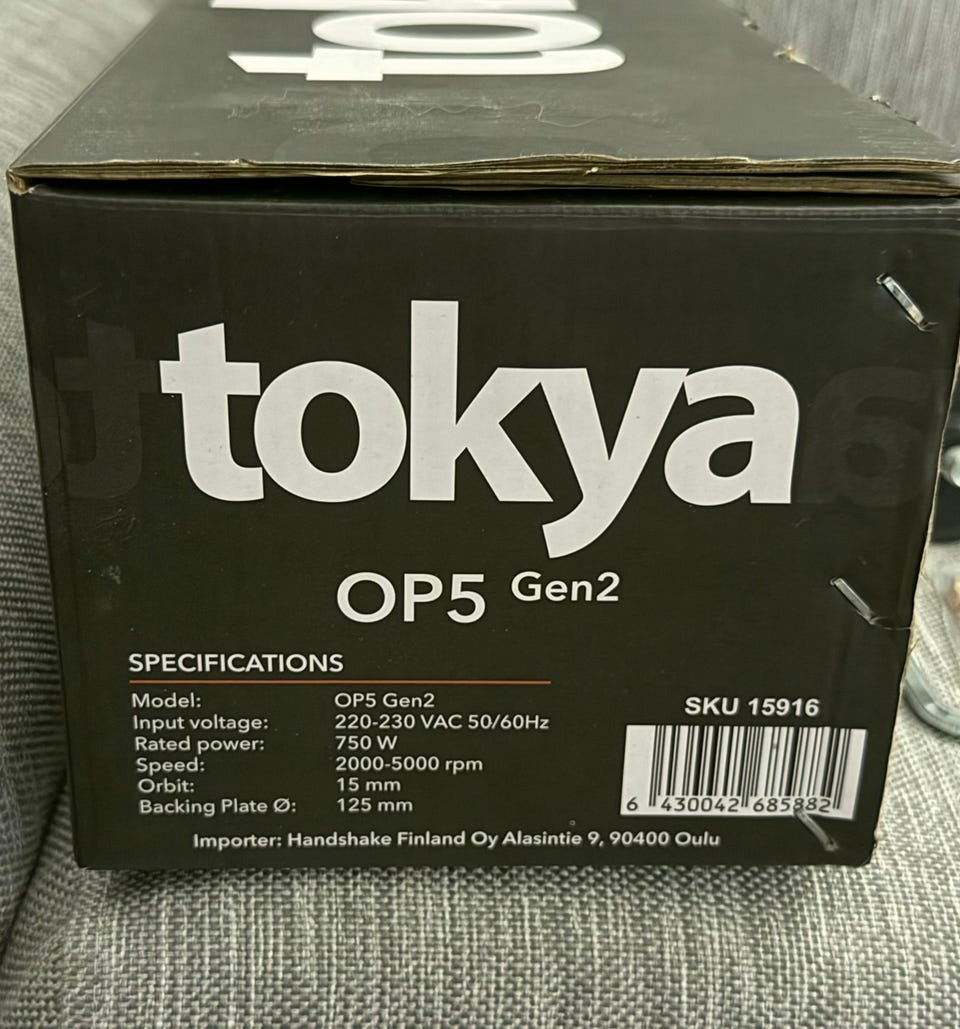 tokya
OP5 Gen2
SPECIFICATIONS
Model: OP5 Gen2
Input voltage: 220-230 VAC 50/60Hz
Rated power: 750 W
Speed: 2000-5000 rpm
Orbit: 15 mm
Backing Plate Ø: 125 mm
SKU 15916
6 430042 685882
Importer: Handshake Finland Oy Alasintie 9, 90400 Oulu